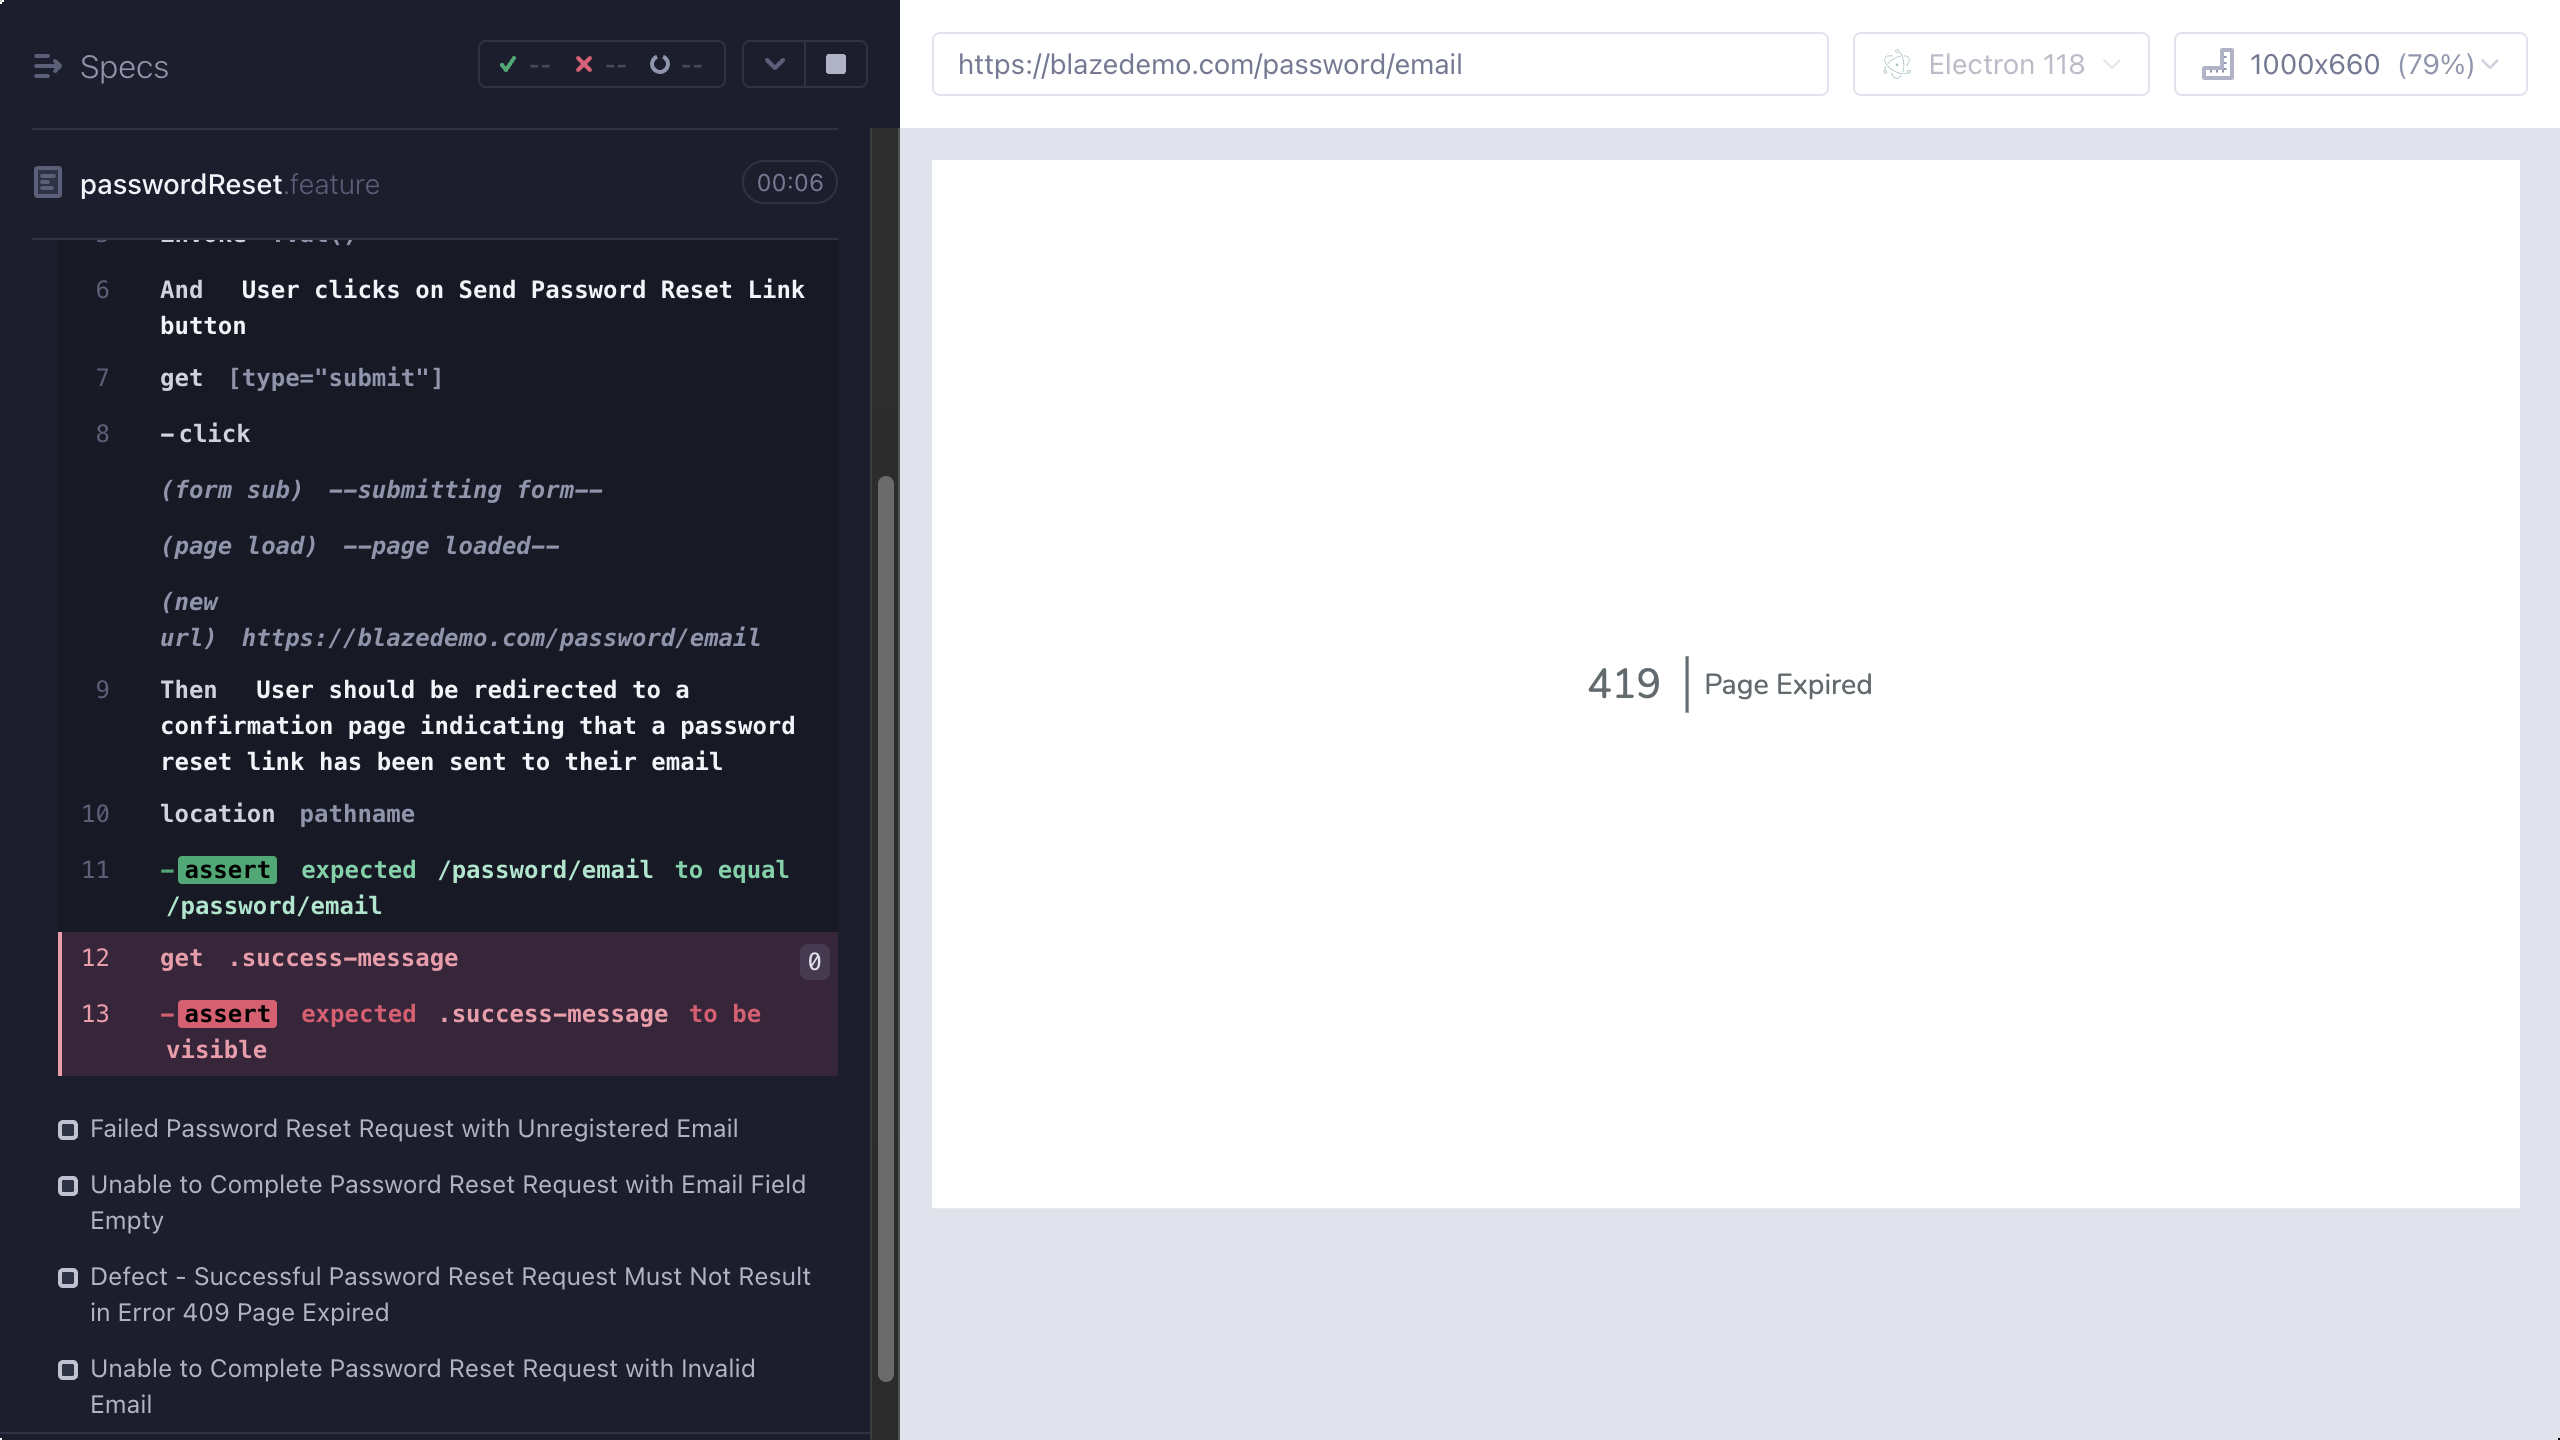 Specs
-- -- --
passwordReset.feature
00:06
6 And User clicks on Send Password Reset Link
button
7 get [type="submit"]
8 -click
(form sub) --submitting form--
(page load) --page loaded--
(new
url) https://blazedemo.com/password/email
9 Then User should be redirected to a
confirmation page indicating that a password
reset link has been sent to their email
10 location pathname
11 -assert expected /password/email to equal
/password/email
12 get .success-message 0
13 -assert expected .success-message to be
visible
Failed Password Reset Request with Unregistered Email
Unable to Complete Password Reset Request with Email Field
Empty
Defect - Successful Password Reset Request Must Not Result
in Error 409 Page Expired
Unable to Complete Password Reset Request with Invalid
Email
https://blazedemo.com/password/email
Electron 118
1000x660 (79%)
419 Page Expired